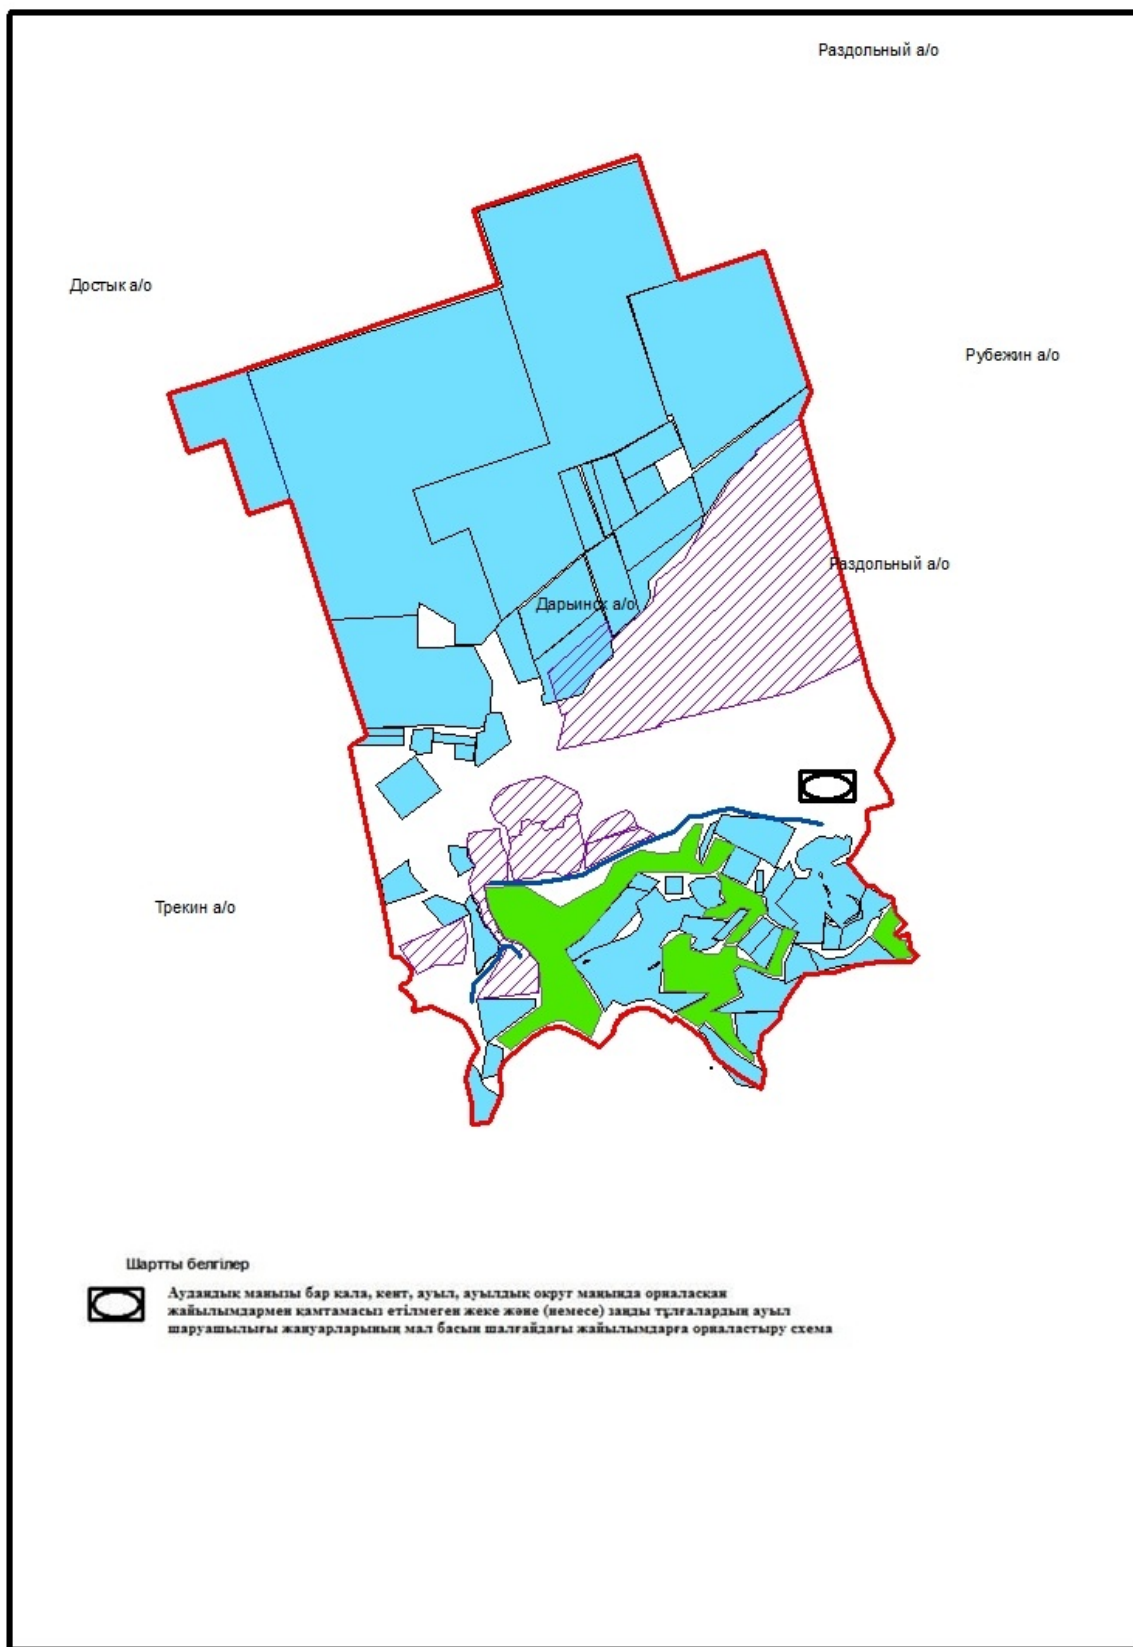 Раздольный а/о
Достык а/о
Рубежин а/о
Раздольный а/о
Дарьинск а/о
Трекин а/о
Шартты белгілер
Аудандық маңызы бар қала, кент, ауыл, ауылдық округ маңында орналасқан
жайылымдармен қамтамасыз етілмеген жеке және (немесе) заңды тұлғалардың ауыл
шаруашылығы жануарларының мал басын шалғайдағы жайылымдарға орналастыру схема